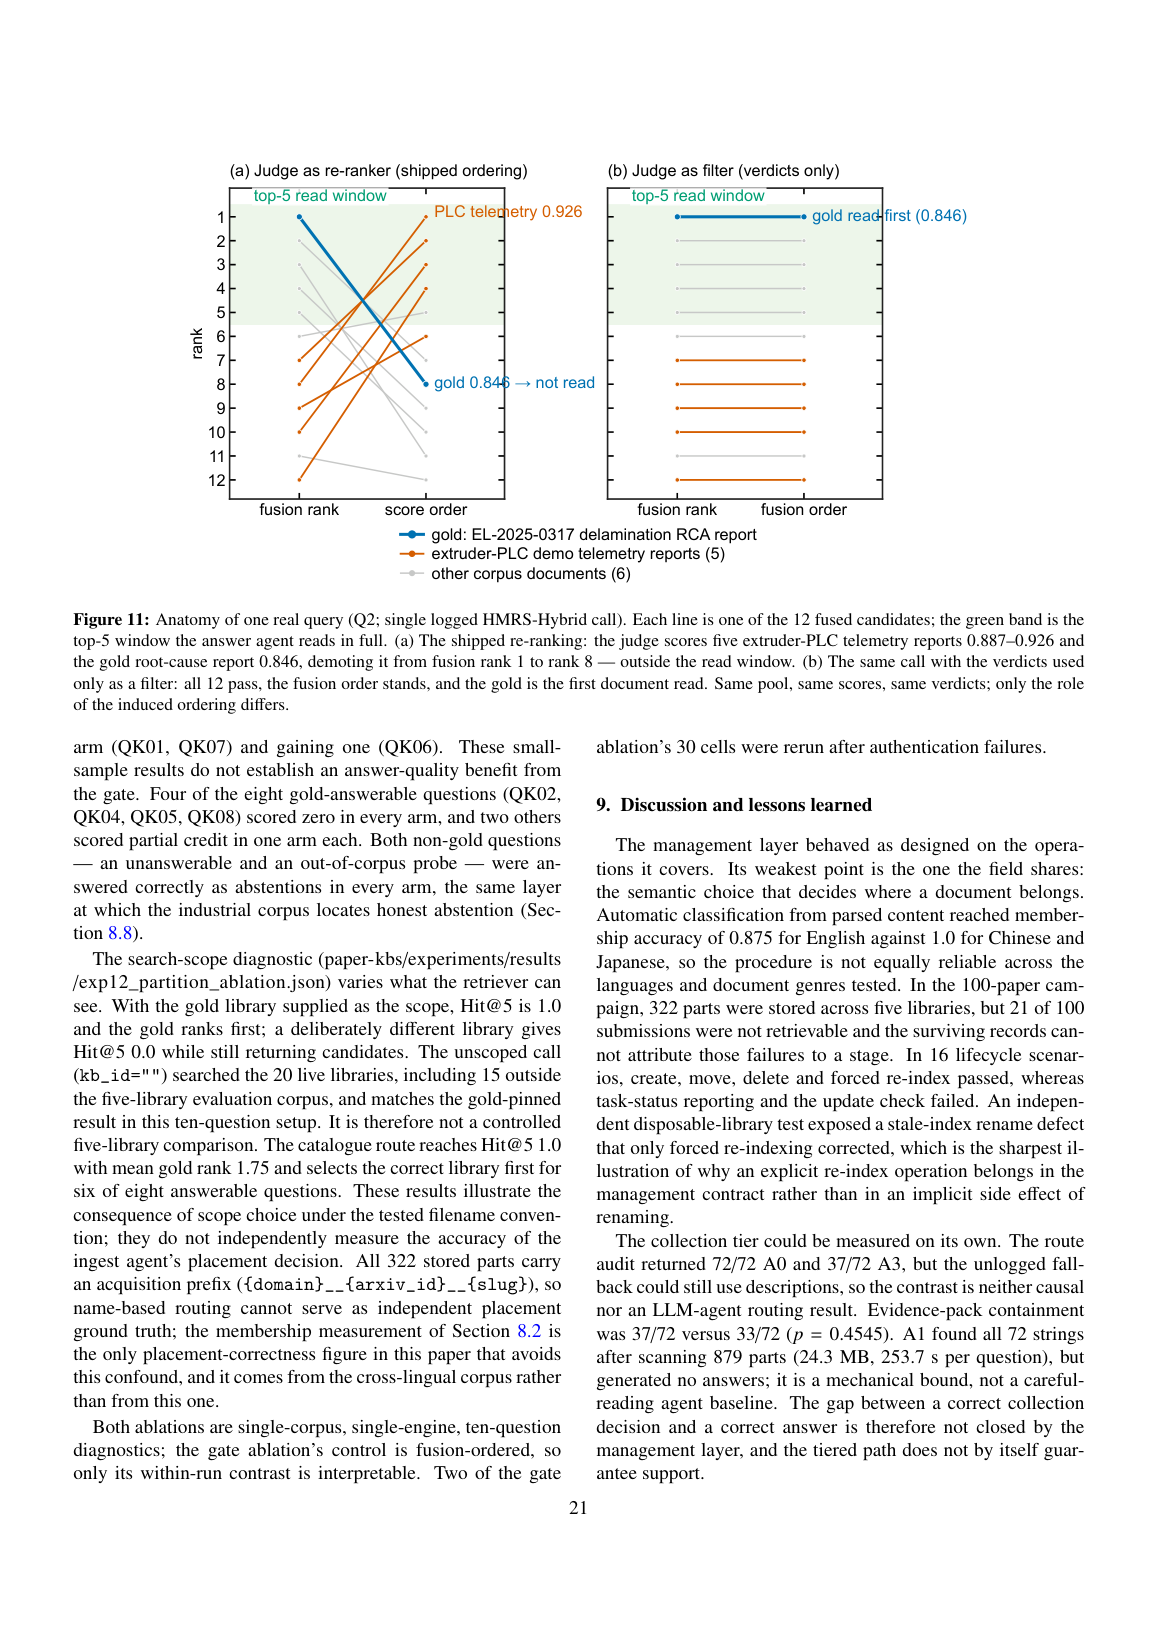 (a) Judge as re-ranker (shipped ordering)
top-5 read window
PLC telemetry 0.926
gold 0.846 → not read
rank
1
2
3
4
5
6
7
8
9
10
11
12
fusion rank
score order
(b) Judge as filter (verdicts only)
top-5 read window
gold read first (0.846)
fusion rank
fusion order
gold: EL-2025-0317 delamination RCA report
extruder-PLC demo telemetry reports (5)
other corpus documents (6)
Figure 11: Anatomy of one real query (Q2; single logged HMRS-Hybrid call). Each line is one of the 12 fused candidates; the green band is the
top-5 window the answer agent reads in full. (a) The shipped re-ranking: the judge scores five extruder-PLC telemetry reports 0.887–0.926 and
the gold root-cause report 0.846, demoting it from fusion rank 1 to rank 8 — outside the read window. (b) The same call with the verdicts used
only as a filter: all 12 pass, the fusion order stands, and the gold is the first document read. Same pool, same scores, same verdicts; only the role
of the induced ordering differs.
arm (QK01, QK07) and gaining one (QK06). These small-
sample results do not establish an answer-quality benefit from
the gate. Four of the eight gold-answerable questions (QK02,
QK04, QK05, QK08) scored zero in every arm, and two others
scored partial credit in one arm each. Both non-gold questions
— an unanswerable and an out-of-corpus probe — were an-
swered correctly as abstentions in every arm, the same layer
at which the industrial corpus locates honest abstention (Sec-
tion 8.8).
The search-scope diagnostic (paper-kbs/experiments/results
/exp12_partition_ablation.json) varies what the retriever can
see. With the gold library supplied as the scope, Hit@5 is 1.0
and the gold ranks first; a deliberately different library gives
Hit@5 0.0 while still returning candidates. The unscoped call
(kb_id="") searched the 20 live libraries, including 15 outside
the five-library evaluation corpus, and matches the gold-pinned
result in this ten-question setup. It is therefore not a controlled
five-library comparison. The catalogue route reaches Hit@5 1.0
with mean gold rank 1.75 and selects the correct library first for
six of eight answerable questions. These results illustrate the
consequence of scope choice under the tested filename conven-
tion; they do not independently measure the accuracy of the
ingest agent's placement decision. All 322 stored parts carry
an acquisition prefix ({domain}__{arxiv_id}__{slug}), so
name-based routing cannot serve as independent placement
ground truth; the membership measurement of Section 8.2 is
the only placement-correctness figure in this paper that avoids
this confound, and it comes from the cross-lingual corpus rather
than from this one.
Both ablations are single-corpus, single-engine, ten-question
diagnostics; the gate ablation's control is fusion-ordered, so
only its within-run contrast is interpretable. Two of the gate
ablation's 30 cells were rerun after authentication failures.
9. Discussion and lessons learned
The management layer behaved as designed on the opera-
tions it covers. Its weakest point is the one the field shares:
the semantic choice that decides where a document belongs.
Automatic classification from parsed content reached member-
ship accuracy of 0.875 for English against 1.0 for Chinese and
Japanese, so the procedure is not equally reliable across the
languages and document genres tested. In the 100-paper cam-
paign, 322 parts were stored across five libraries, but 21 of 100
submissions were not retrievable and the surviving records can-
not attribute those failures to a stage. In 16 lifecycle scenar-
ios, create, move, delete and forced re-index passed, whereas
task-status reporting and the update check failed. An indepen-
dent disposable-library test exposed a stale-index rename defect
that only forced re-indexing corrected, which is the sharpest il-
lustration of why an explicit re-index operation belongs in the
management contract rather than in an implicit side effect of
renaming.
The collection tier could be measured on its own. The route
audit returned 72/72 A0 and 37/72 A3, but the unlogged fall-
back could still use descriptions, so the contrast is neither causal
nor an LLM-agent routing result. Evidence-pack containment
was 37/72 versus 33/72 (p = 0.4545). A1 found all 72 strings
after scanning 879 parts (24.3 MB, 253.7 s per question), but
generated no answers; it is a mechanical bound, not a careful-
reading agent baseline. The gap between a correct collection
decision and a correct answer is therefore not closed by the
management layer, and the tiered path does not by itself guar-
antee support.
21